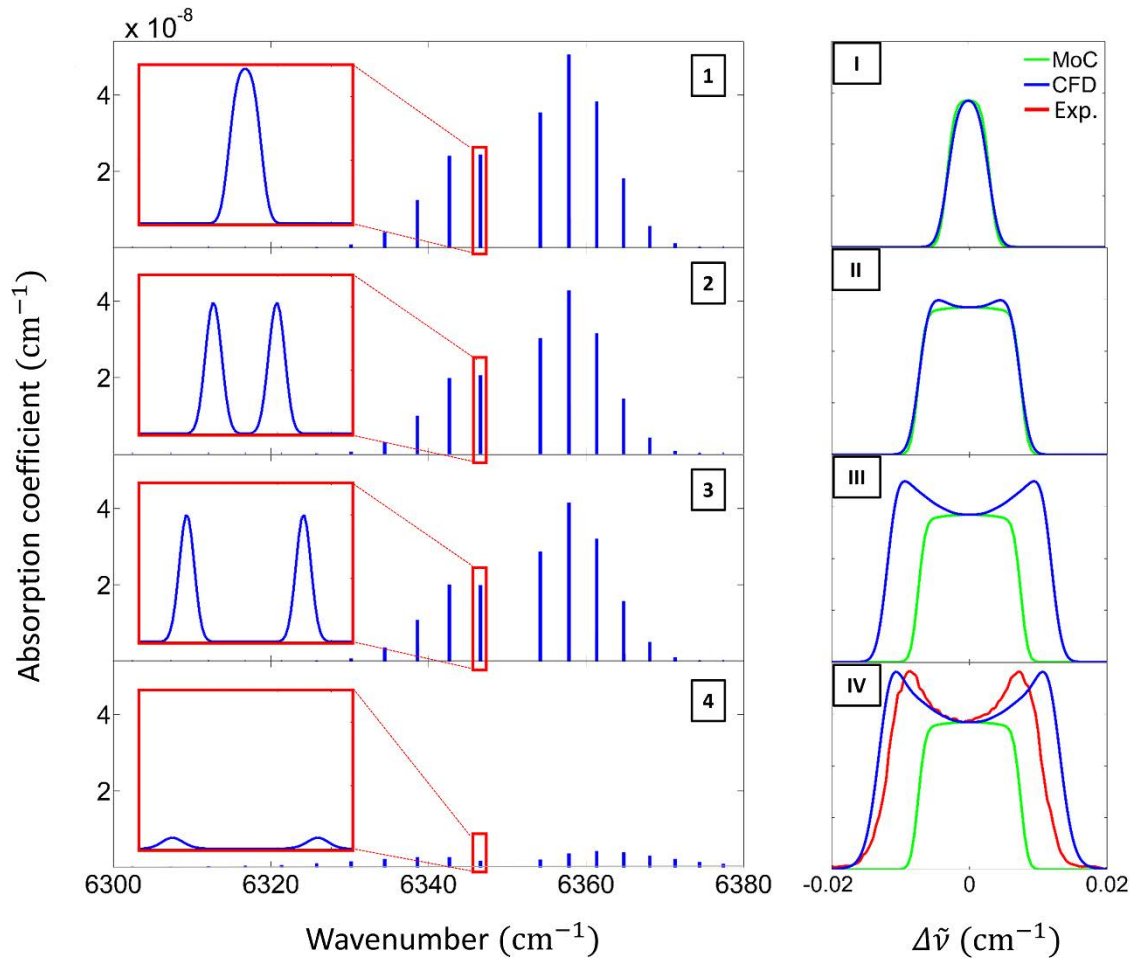 x 10⁻⁸
1
4
2
2
4
2
3
4
2
4
4
2
6300
6320
6340
6360
6380
Absorption coefficient (cm⁻¹)
Wavenumber (cm⁻¹)
I
MoC
CFD
Exp.
II
III
IV
-0.02
0
0.02
Δν̃ (cm⁻¹)